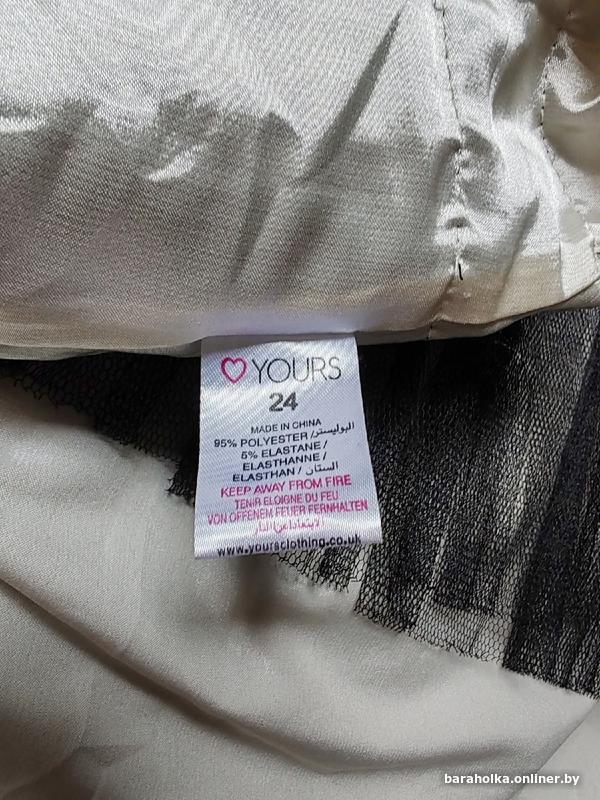 YOURS
24
MADE IN CHINA
95% POLYESTER / البوليستر
5% ELASTANE /
ELASTHANNE /
ELASTHAN / الستان
KEEP AWAY FROM FIRE
TENIR ELOIGNE DU FEU
VON OFFENEM FEUER FERNHALTEN
الابتعاد عن النار
www.yoursclothing.co.uk
baraholka.onliner.by